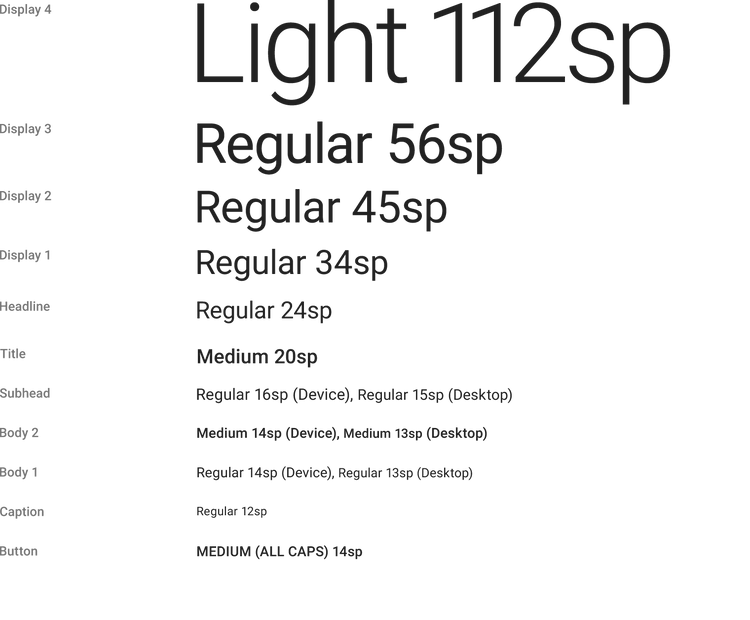 Display 4 Light 112sp
Display 3 Regular 56sp
Display 2 Regular 45sp
Display 1 Regular 34sp
Headline Regular 24sp
Title Medium 20sp
Subhead Regular 16sp (Device), Regular 15sp (Desktop)
Body 2 Medium 14sp (Device), Medium 13sp (Desktop)
Body 1 Regular 14sp (Device), Regular 13sp (Desktop)
Caption Regular 12sp
Button MEDIUM (ALL CAPS) 14sp